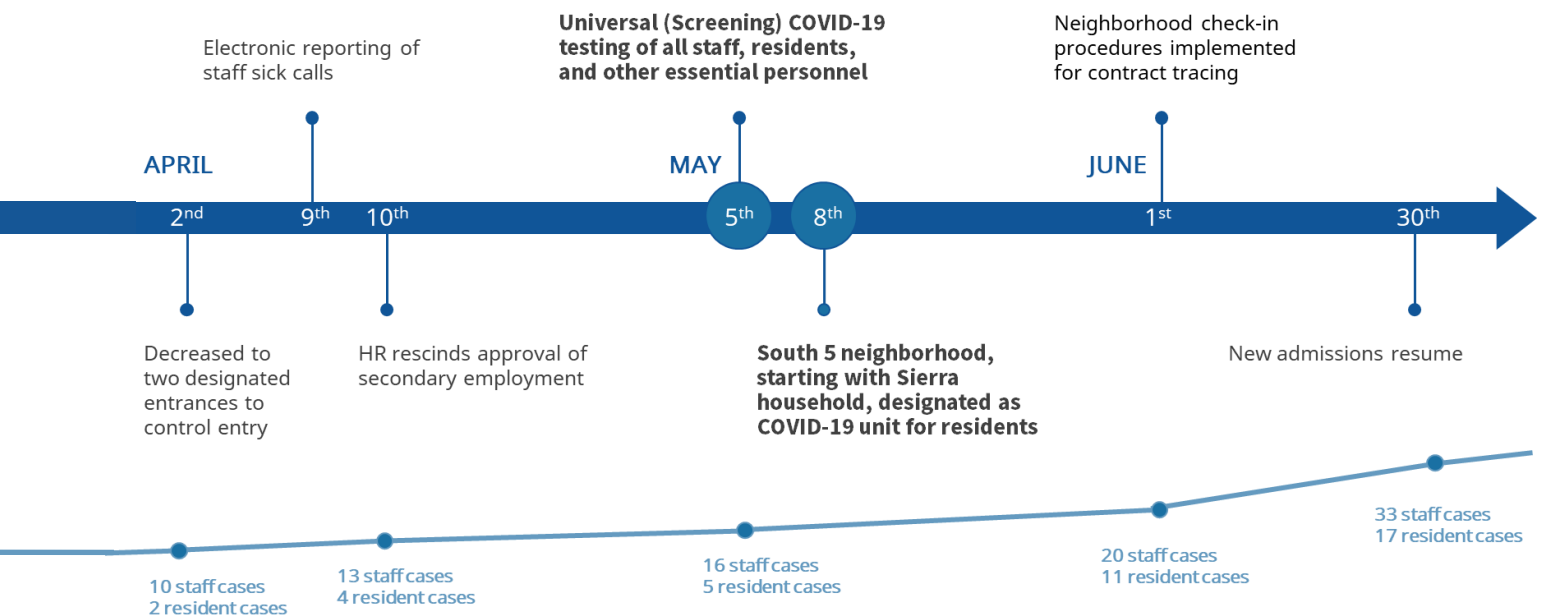 Electronic reporting of
staff sick calls
Universal (Screening) COVID-19
testing of all staff, residents,
and other essential personnel
Neighborhood check-in
procedures implemented
for contract tracing
APRIL
MAY
JUNE
2nd
9th
10th
5th
8th
1st
30th
Decreased to
two designated
entrances to
control entry
HR rescinds approval of
secondary employment
South 5 neighborhood,
starting with Sierra
household, designated as
COVID-19 unit for residents
New admissions resume
10 staff cases
2 resident cases
13 staff cases
4 resident cases
16 staff cases
5 resident cases
20 staff cases
11 resident cases
33 staff cases
17 resident cases